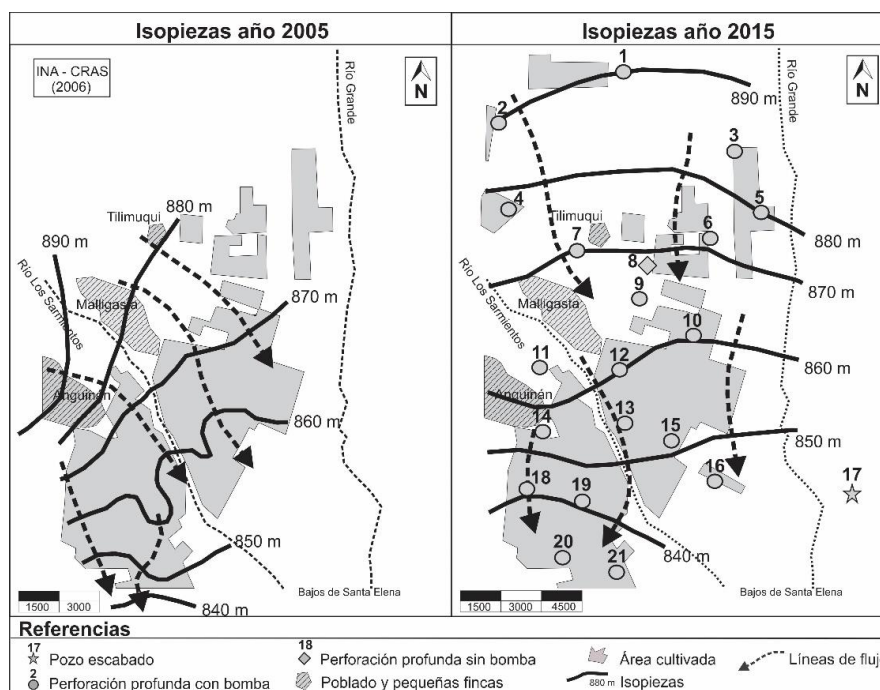 Isopiezas año 2005
INA - CRAS
(2006)
N
Río Grande
Tilimuqui
880 m
890 m
870 m
Río Los Sarmientos
Malligasta
Anguinán
860 m
850 m
840 m
1500 3000
Bajos de Santa Elena
Isopiezas año 2015
N
Río Grande
1
890 m
2
3
4
5
Tilimuqui
6
880 m
7
8
870 m
9
Río Los Sarmientos
Malligasta
10
11
12
860 m
Anguinán
13
14
15
850 m
16
17
18
19
840 m
20
21
1500 3000 4500
Bajos de Santa Elena
Referencias
17 Pozo escabado
18 Perforación profunda sin bomba
Área cultivada
Líneas de flujo
2 Perforación profunda con bomba
Poblado y pequeñas fincas
880 m Isopiezas